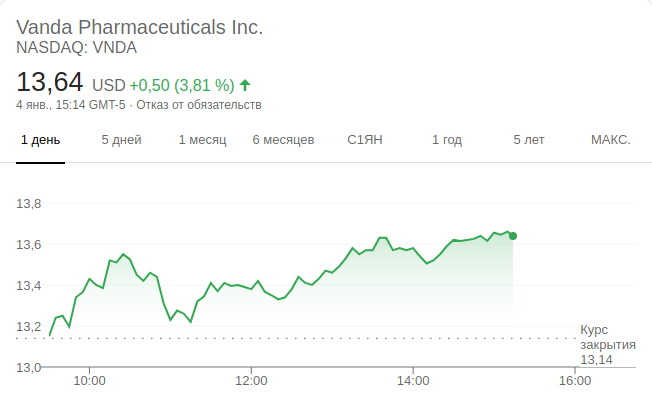 Vanda Pharmaceuticals Inc.
NASDAQ: VNDA
13,64 USD +0,50 (3,81 %)
4 янв., 15:14 GMT-5 · Отказ от обязательств
1 день 5 дней 1 месяц 6 месяцев С1ЯН 1 год 5 лет МАКС.
13,8
13,6
13,4
13,2
13,0
Курс
закрытия
13,14
10:00 12:00 14:00 16:00